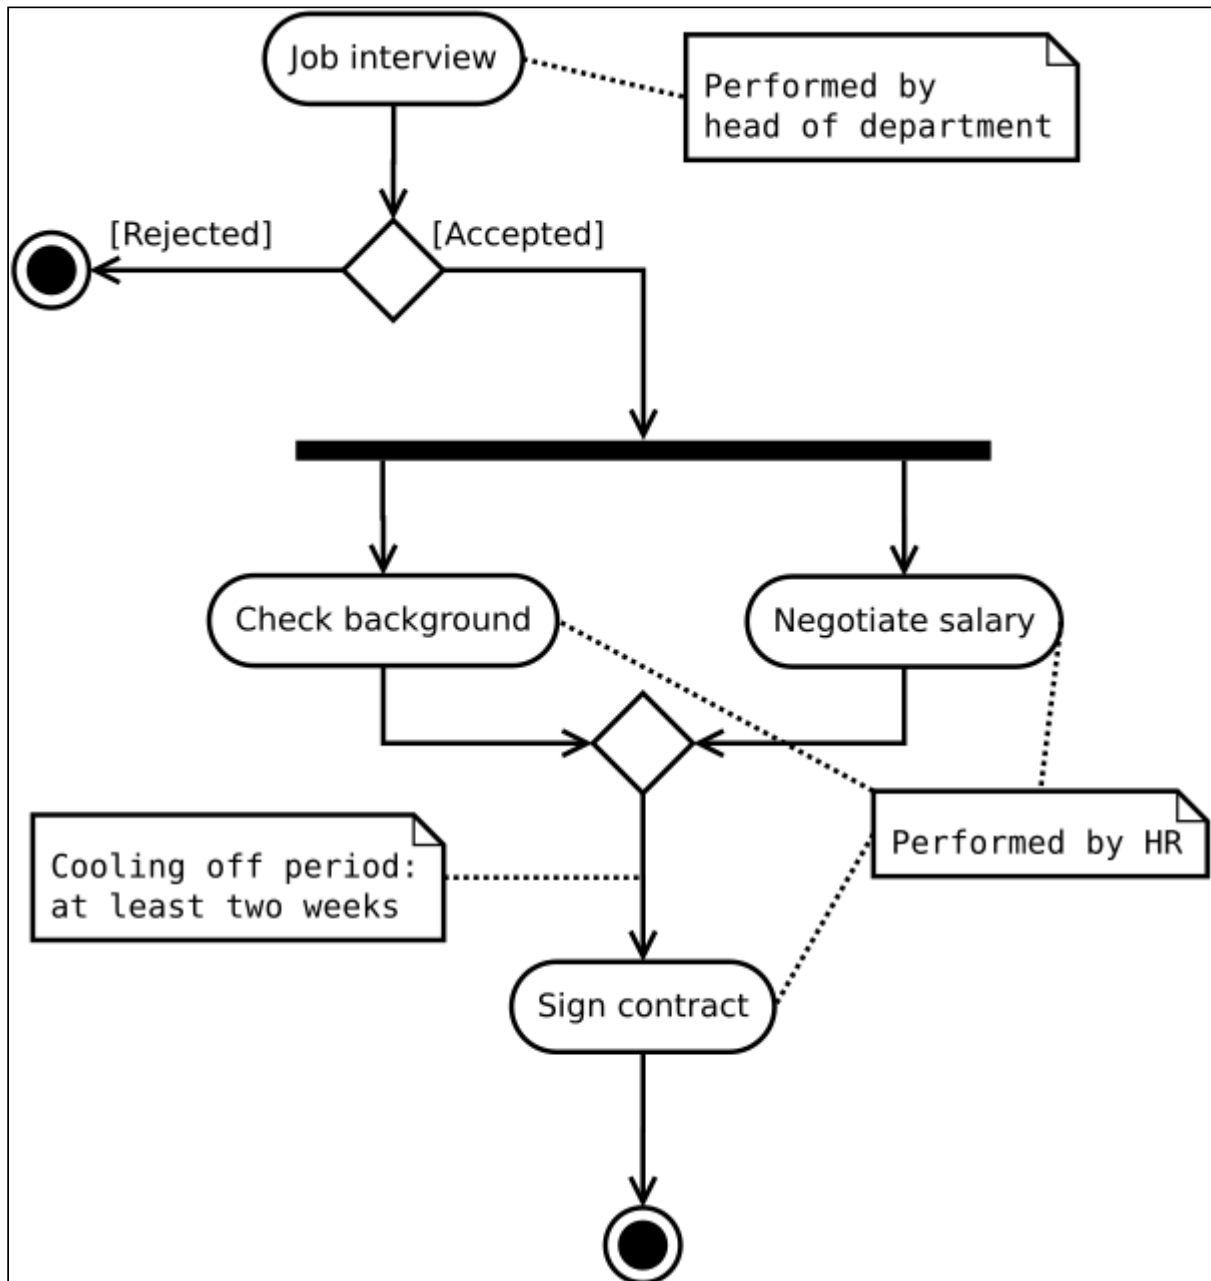 Job interview
Performed by
head of department
[Rejected]
[Accepted]
Check background
Negotiate salary
Cooling off period:
at least two weeks
Performed by HR
Sign contract